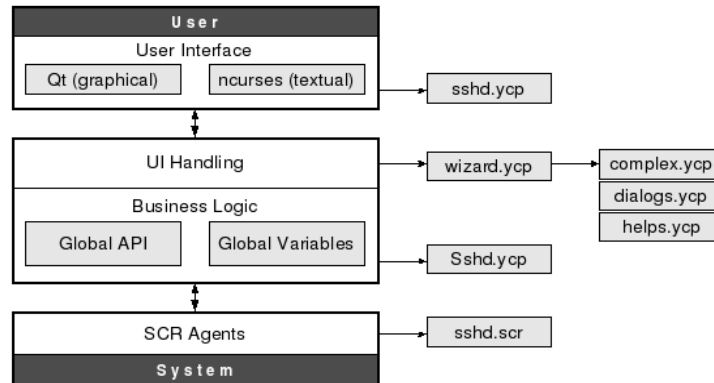 User
User Interface
Qt (graphical)
ncurses (textual)
sshd.ycp
UI Handling
wizard.ycp
complex.ycp
dialogs.ycp
helps.ycp
Business Logic
Global API
Global Variables
Sshd.ycp
SCR Agents
sshd.scr
System